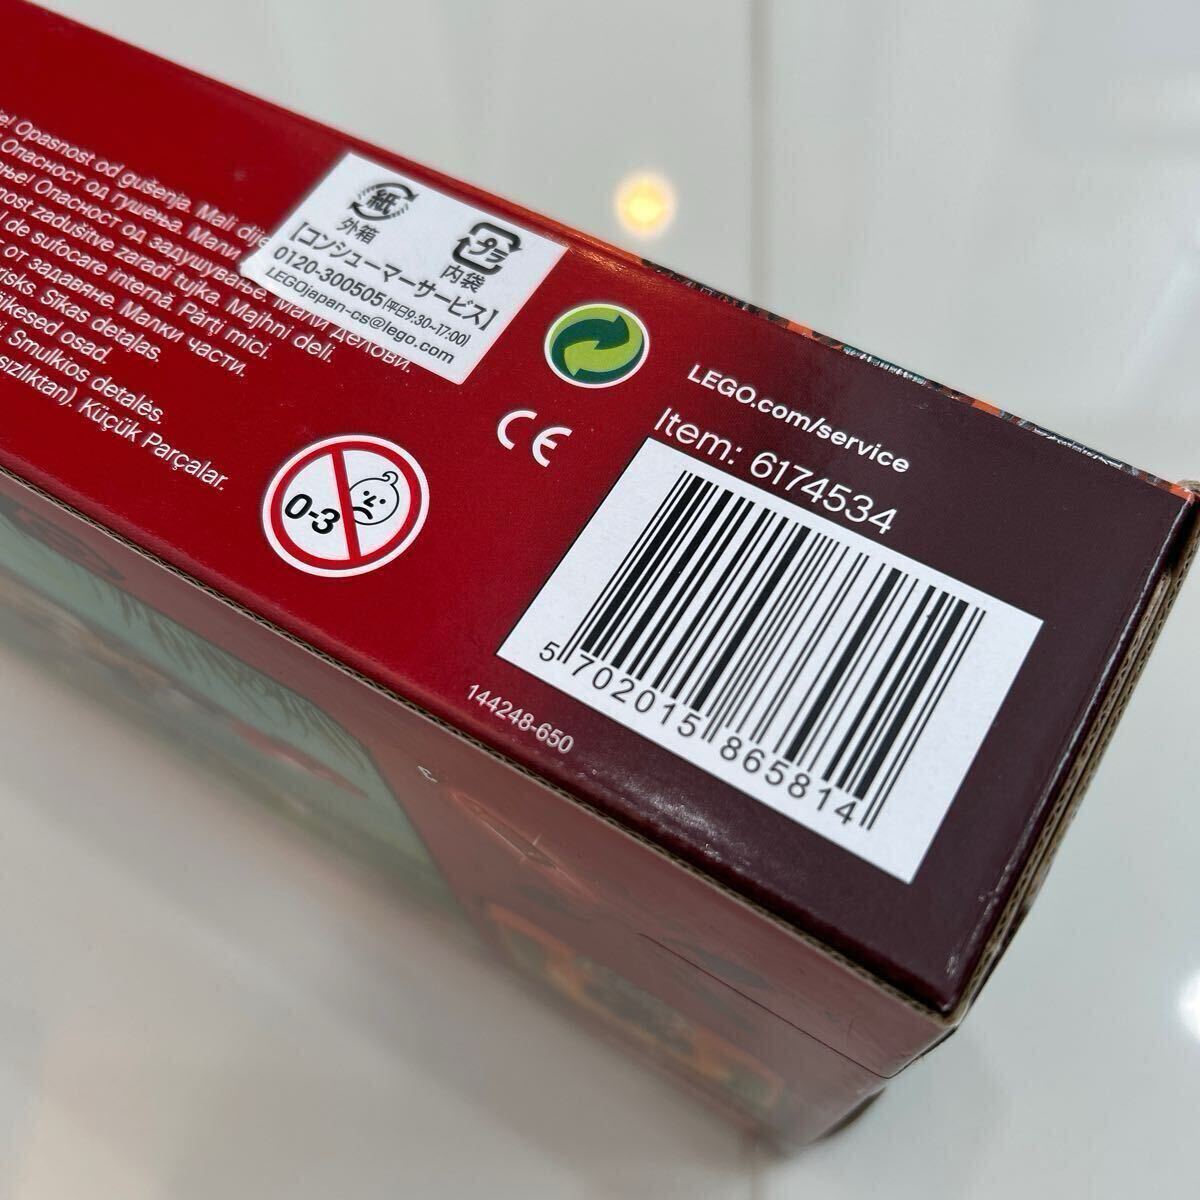 ! Opasnost od gušenja. Mali
! Опасност од гушења. Мали
! Опасност од задушување. Мали делови.
zadušitve zaradi tujka. Majhni deli.
de sufocare internă. Părţi mici.
от задавяне. Малки части.
risks. Sīkas detaļas.
osad.
Smulkios detalės.
Küçük Parçalar.
紙
外箱
プラ
内袋
【コンシューマーサービス】
0120-300505(平日9:30~17:00)
LEGOjapan-cs@lego.com
CE
0-3
LEGO.com/service
Item: 6174534
5 702015 865814
144248-650